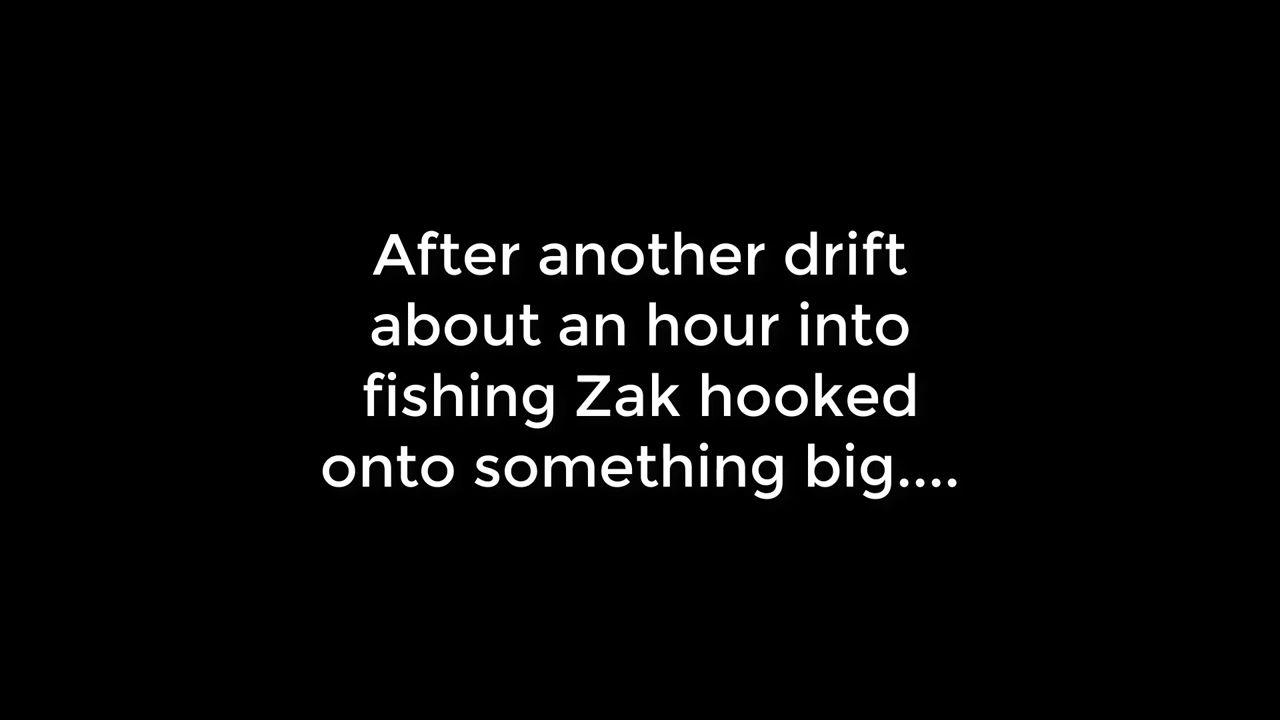 After another drift
about an hour into
fishing Zak hooked
onto something big....